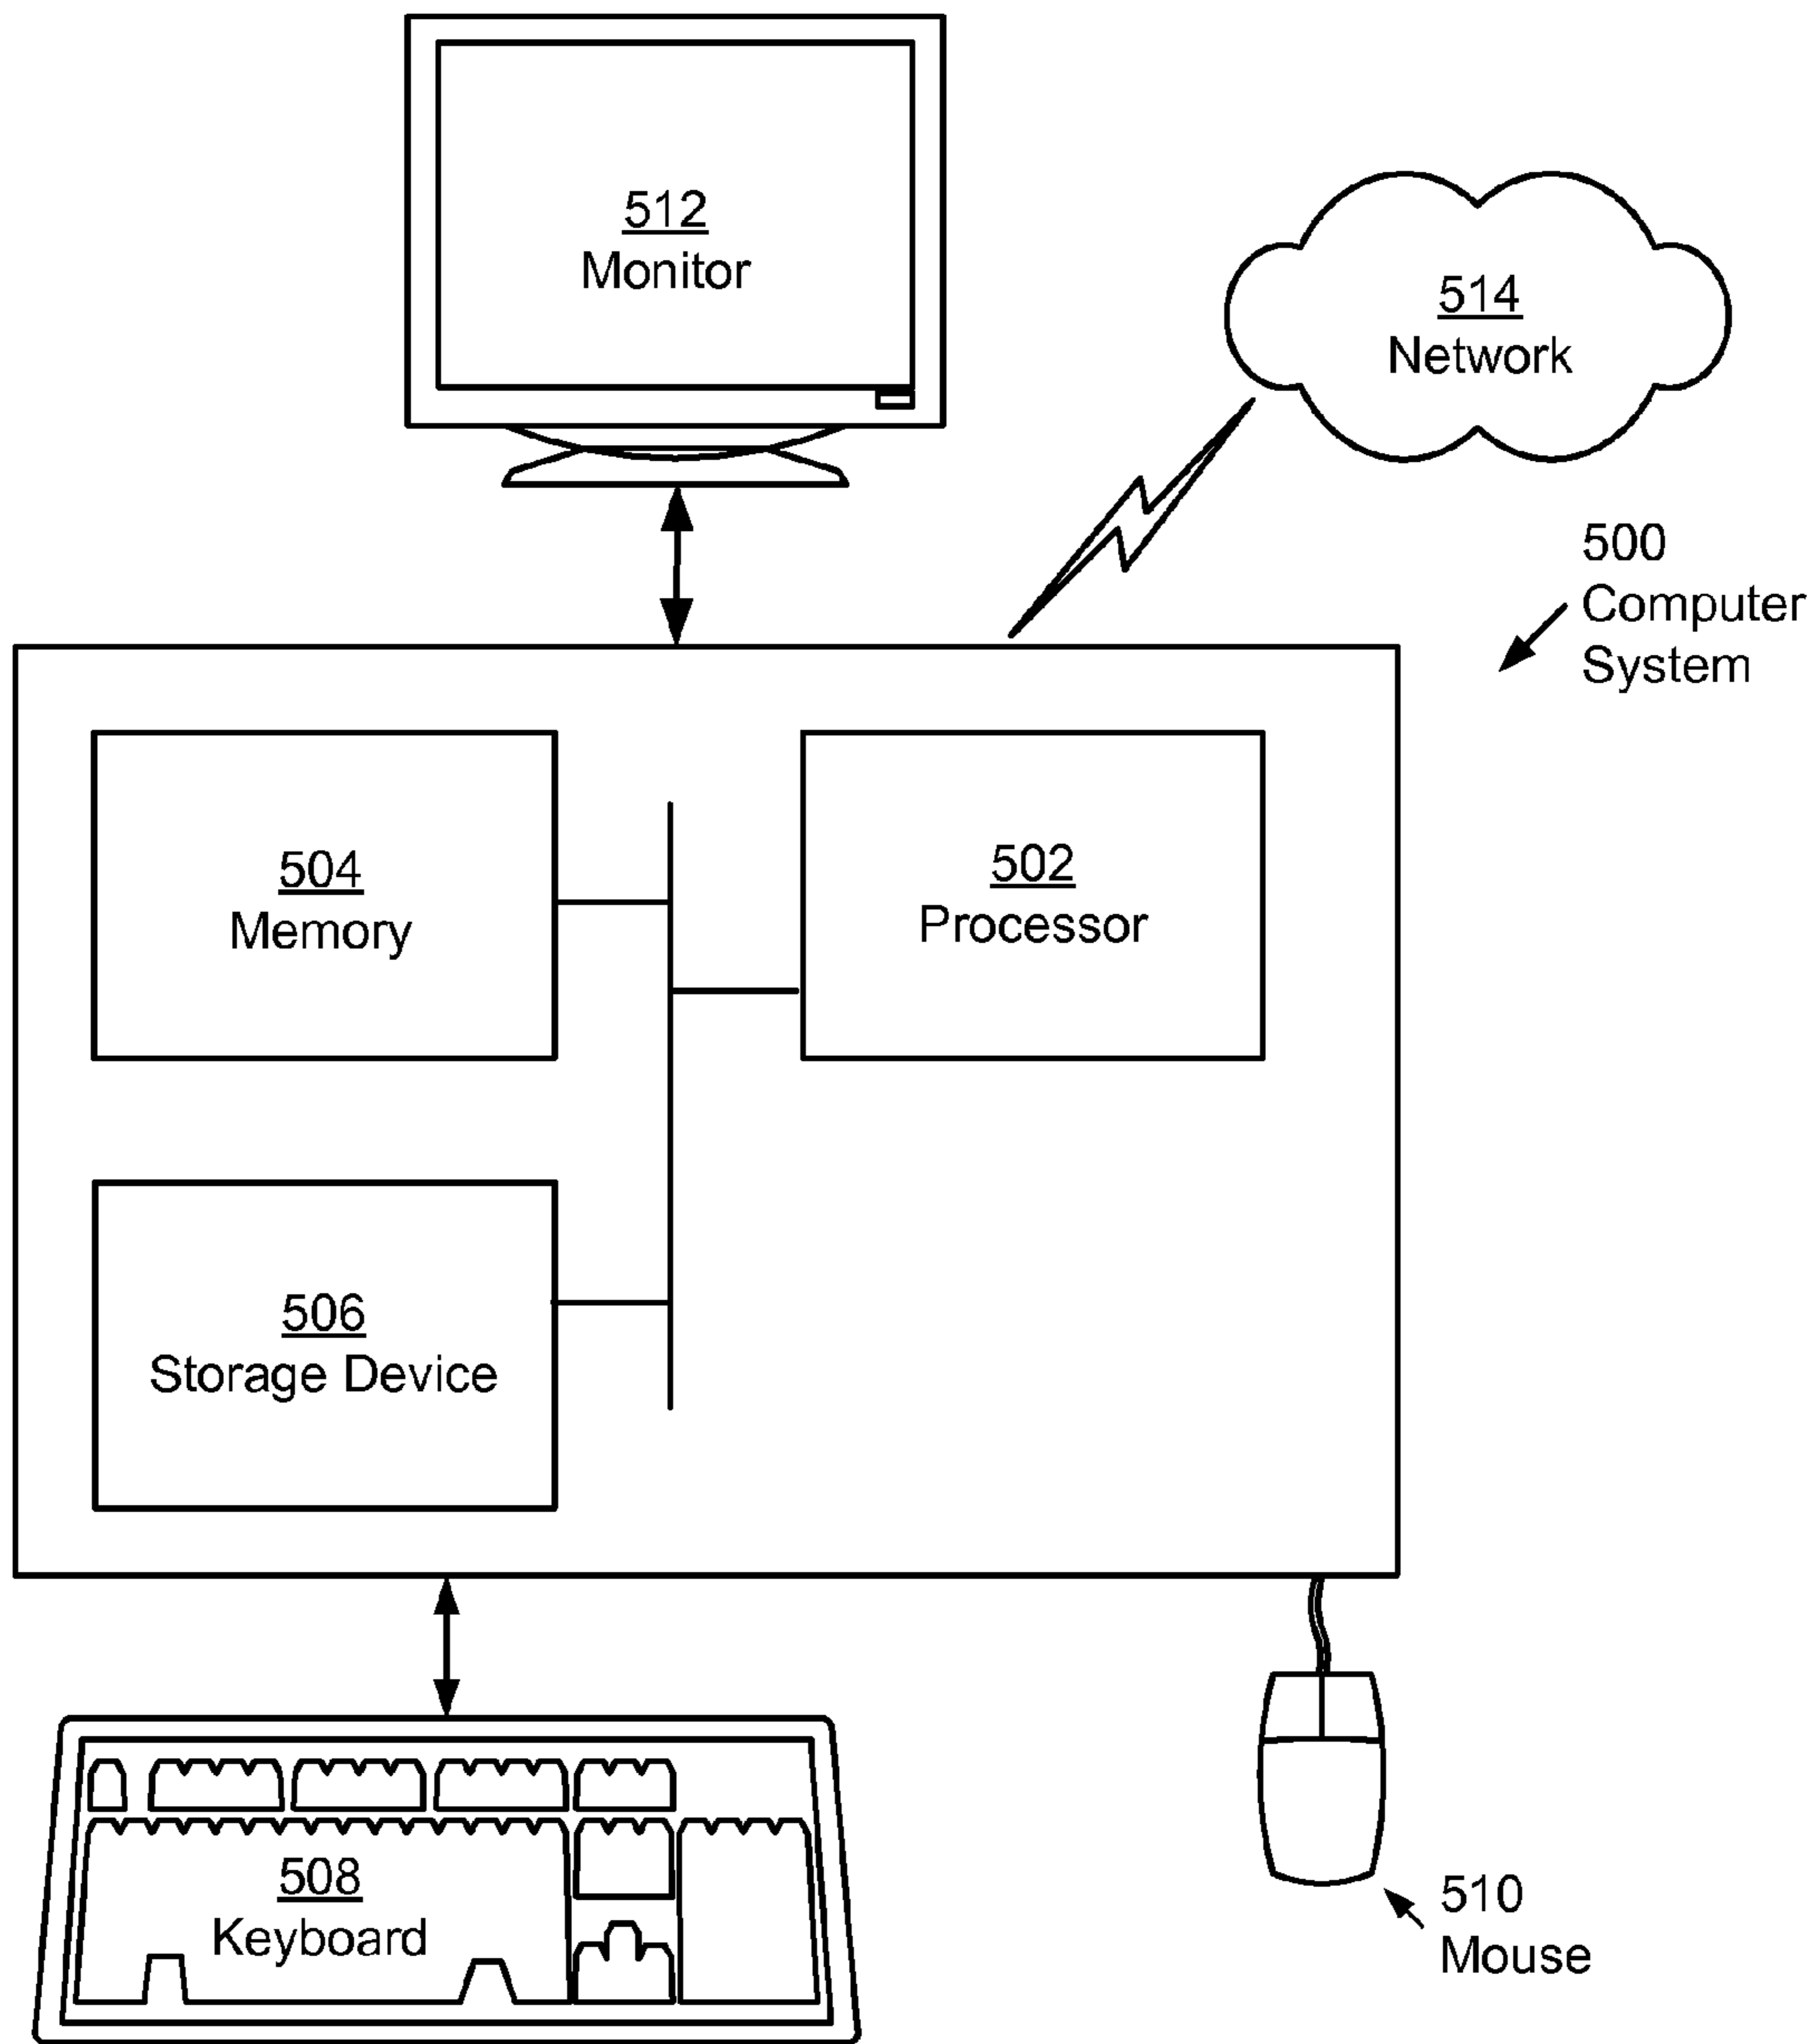 512
Monitor
514
Network
500
Computer
System
504
Memory
502
Processor
506
Storage Device
508
Keyboard
510
Mouse